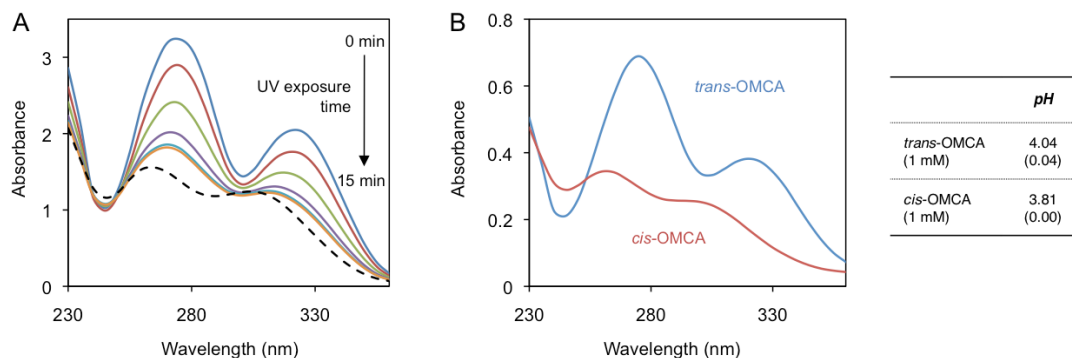 A
3
2
1
0
230
280
330
Absorbance
Wavelength (nm)
0 min
UV exposure
time
15 min
B
0.8
0.6
0.4
0.2
0
230
280
330
Absorbance
Wavelength (nm)
trans-OMCA
cis-OMCA
pH
trans-OMCA 4.04
(1 mM) (0.04)
cis-OMCA 3.81
(1 mM) (0.00)